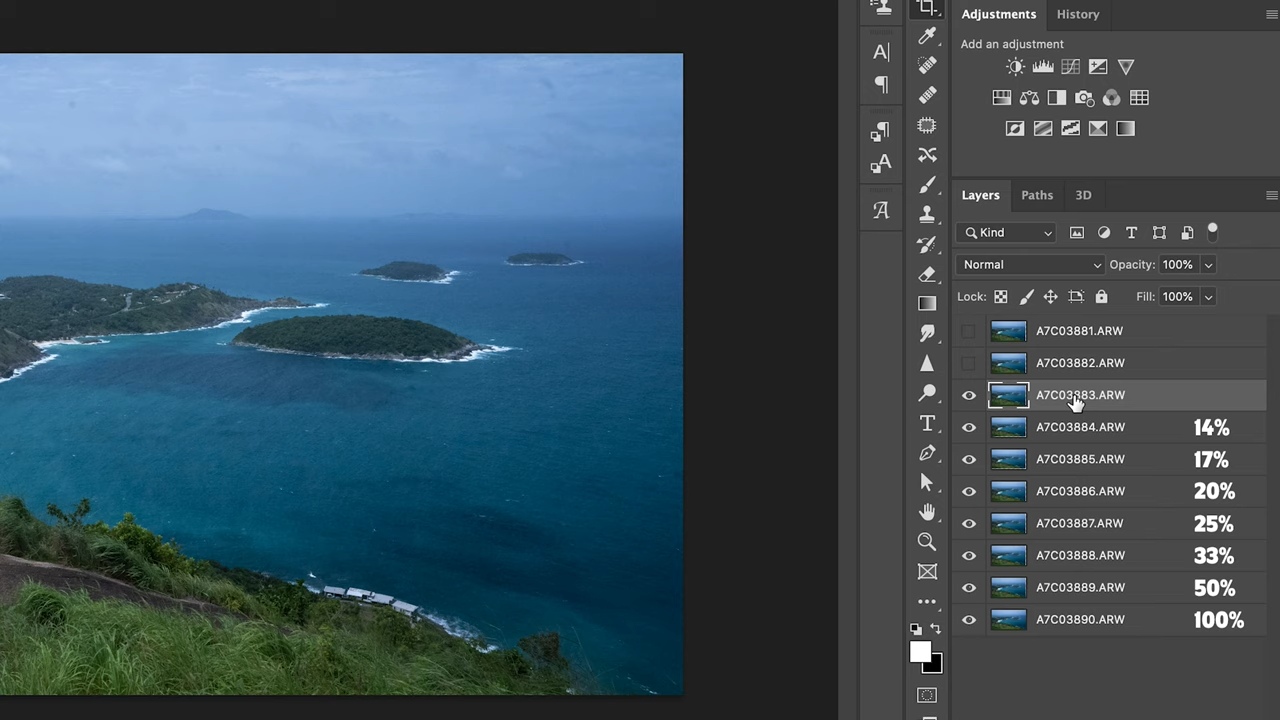 Adjustments History
Add an adjustment
Layers Paths 3D
Kind
Normal Opacity: 100%
Lock: Fill: 100%
A7C03881.ARW
A7C03882.ARW
A7C03883.ARW
A7C03884.ARW 14%
A7C03885.ARW 17%
A7C03886.ARW 20%
A7C03887.ARW 25%
A7C03888.ARW 33%
A7C03889.ARW 50%
A7C03890.ARW 100%